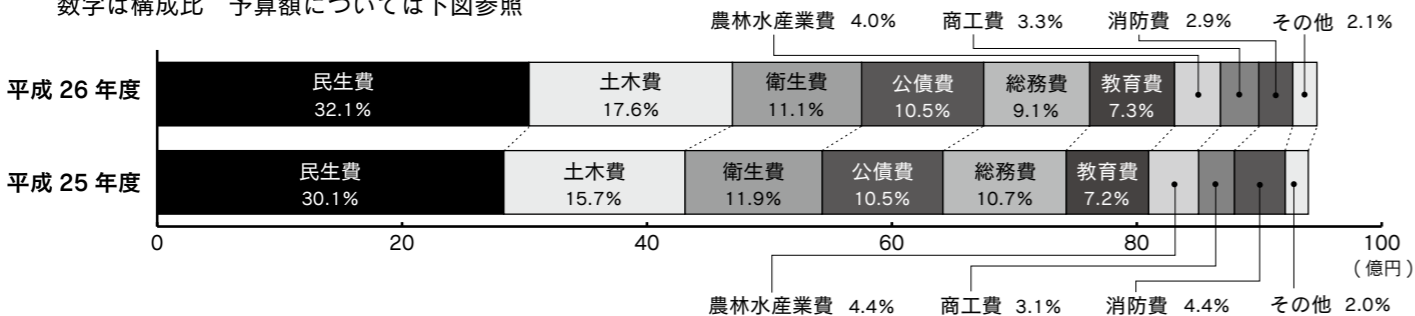 数字は構成比　予算額については下図参照
農林水産業費 4.0% 商工費 3.3% 消防費 2.9% その他 2.1%
平成 26 年度
民生費 土木費 衛生費 公債費 総務費 教育費
32.1% 17.6% 11.1% 10.5% 9.1% 7.3%
平成 25 年度
民生費 土木費 衛生費 公債費 総務費 教育費
30.1% 15.7% 11.9% 10.5% 10.7% 7.2%
0 20 40 60 80 100
（億円）
農林水産業費 4.4% 商工費 3.1% 消防費 4.4% その他 2.0%